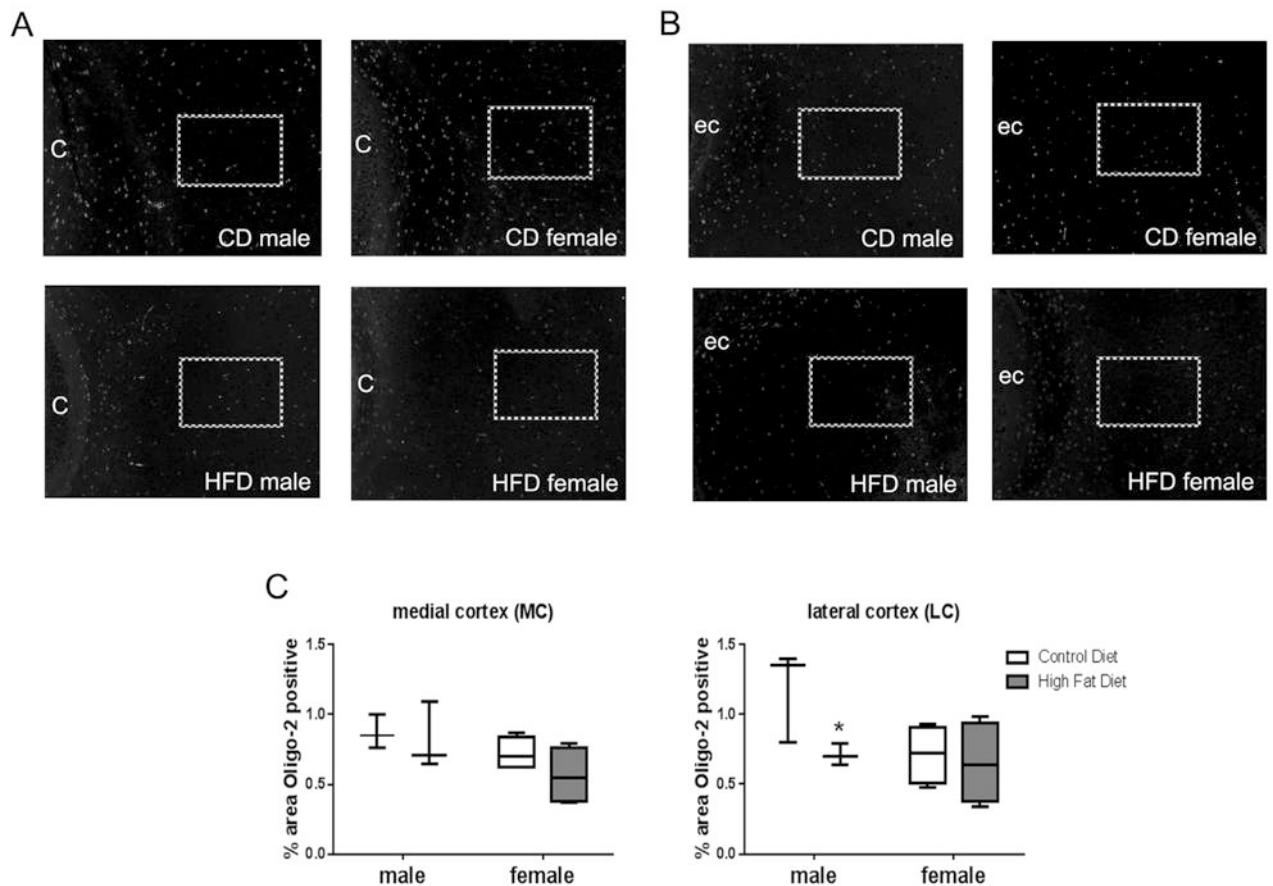 A
B
C
CD male
C
CD female
ec
CD male
ec
CD female
C
HFD male
C
HFD female
ec
HFD male
ec
HFD female
C
medial cortex (MC)
% area Oligo-2 positive
1.5
1.0
0.5
0.0
male
female
lateral cortex (LC)
% area Oligo-2 positive
1.5
1.0
0.5
0.0
*
male
female
Control Diet
High Fat Diet